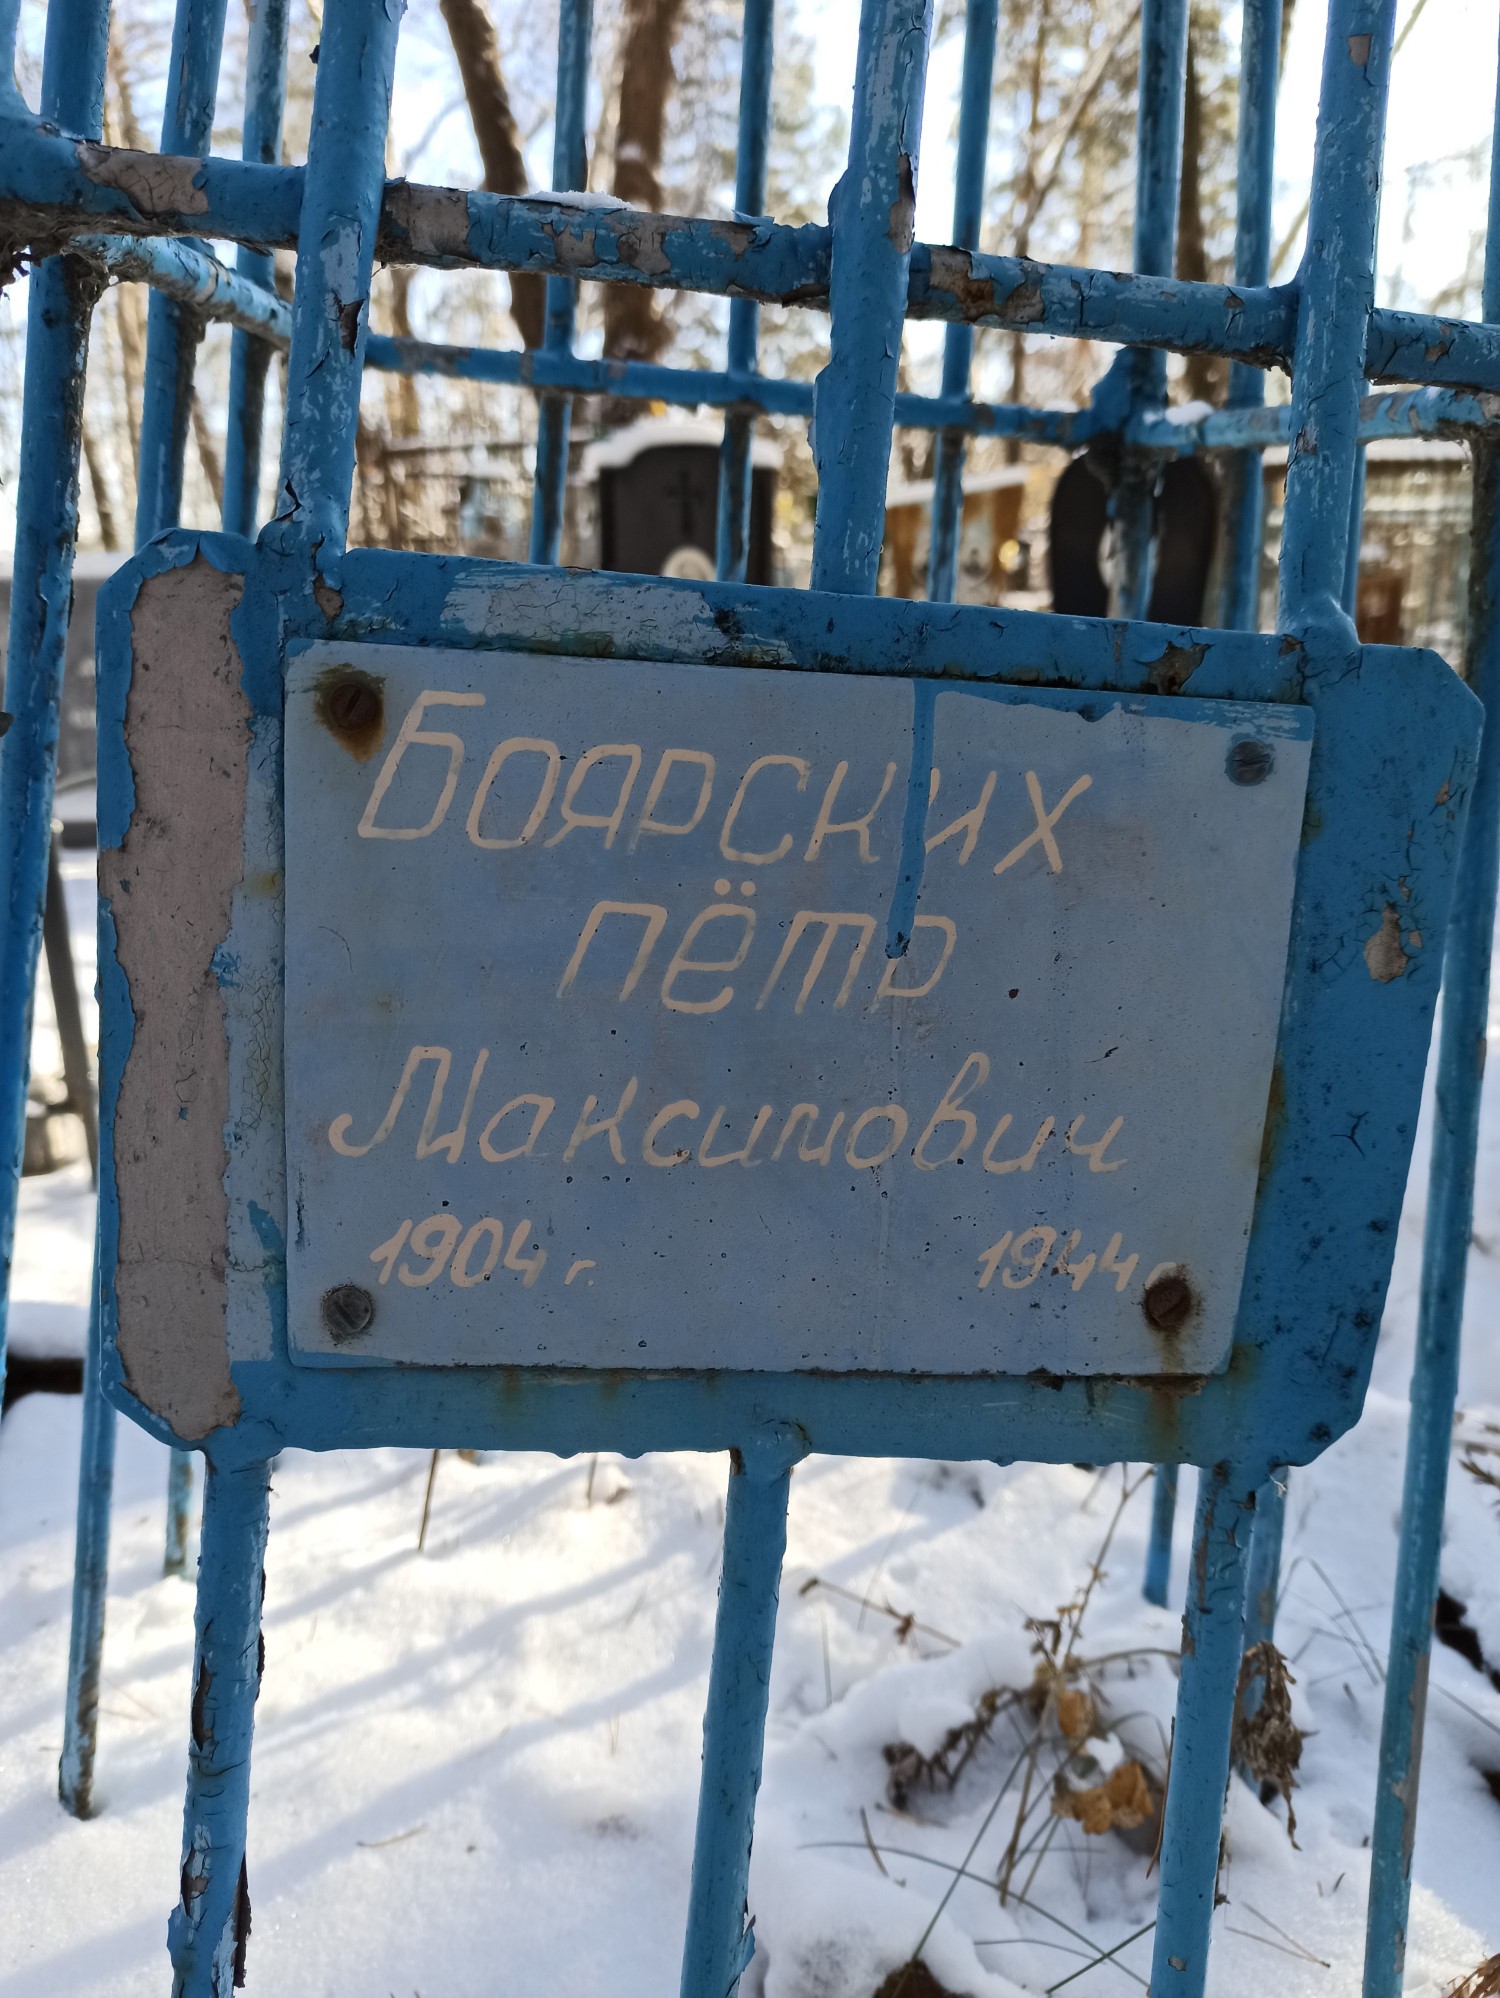 Боярских
Пётр
Максимович
1904 г. 1944 г.